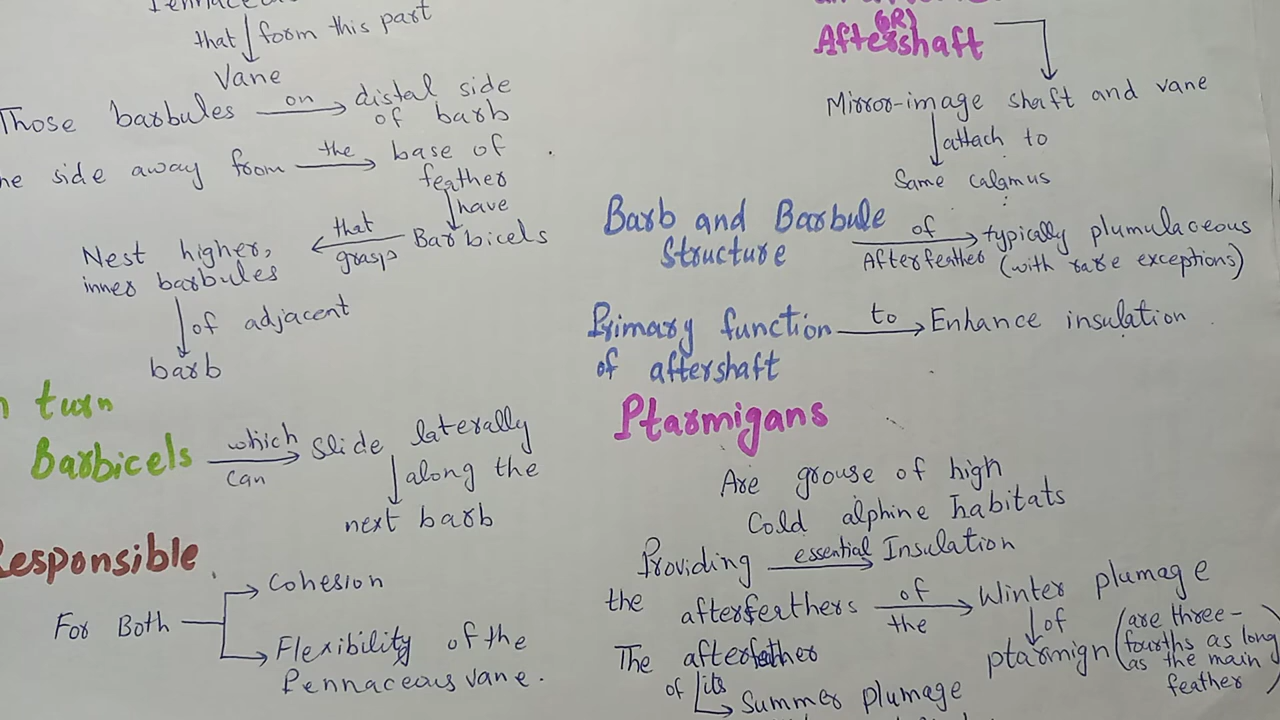 that form this part
Vane
Those barbules on distal side
of barb
side away from the base of
feather
have
Barbicels
that
grasp
Nest higher,
inner barbules
of adjacent
barb
turn
Barbicels which can slide laterally
along the
next barb
Responsible
For Both
Cohesion
Flexibility of the
Pennaceous vane.
(OR)
Aftershaft
Mirror-image shaft and vane
attach to
Same calamus
Barb and Barbule
Structure
of
Afterfeather
typically plumulaceous
(with rare exceptions)
Primary function to Enhance insulation
of aftershaft
Ptarmigans
Are grouse of high
Cold alphine habitats
Providing essential Insulation
the afterferthers of the Winter plumage
of
ptarmign (are three-
fourths as long
as the main
feather)
The afterfeather
of its
Summer plumage